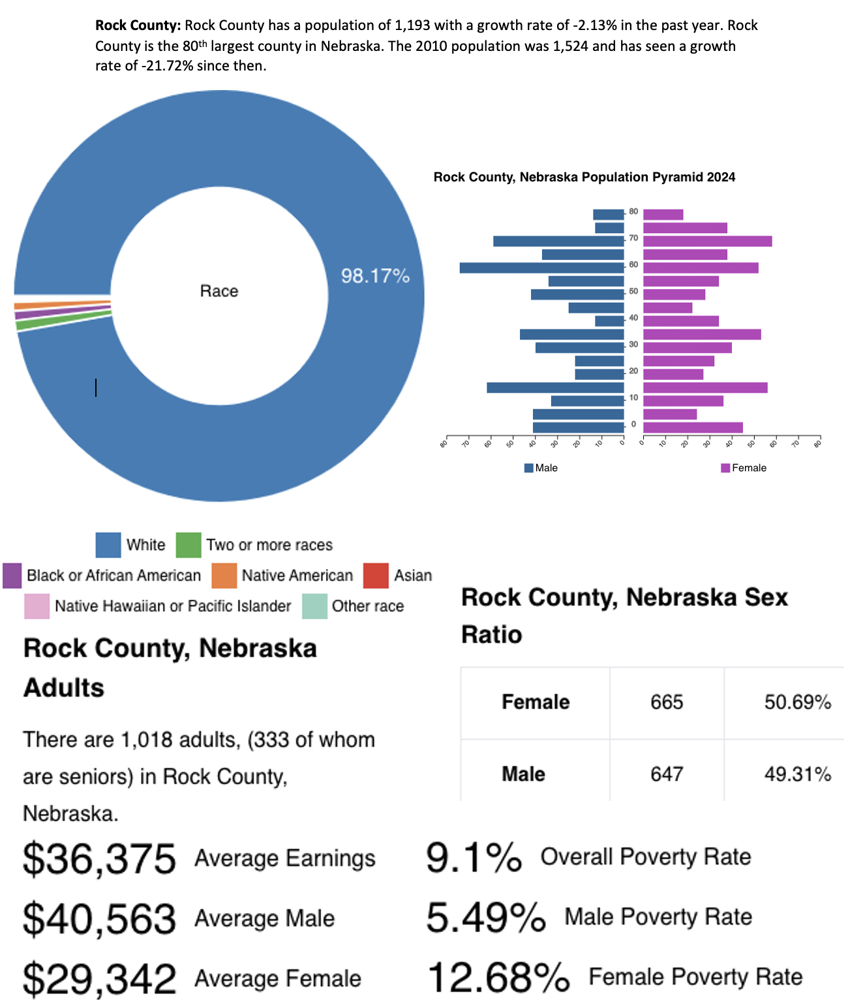 Rock County: Rock County has a population of 1,193 with a growth rate of -2.13% in the past year. Rock
County is the 80th largest county in Nebraska. The 2010 population was 1,524 and has seen a growth
rate of -21.72% since then.
98.17%
Race
White Two or more races
Black or African American Native American Asian
Native Hawaiian or Pacific Islander Other race
Rock County, Nebraska Population Pyramid 2024
80
70
60
50
40
30
20
10
0
80 70 60 50 40 30 20 10 0 0 10 20 30 40 50 60 70 80
Male Female
Rock County, Nebraska
Adults
There are 1,018 adults, (333 of whom
are seniors) in Rock County,
Nebraska.
Rock County, Nebraska Sex
Ratio
Female 665 50.69%
Male 647 49.31%
$36,375 Average Earnings
$40,563 Average Male
$29,342 Average Female
9.1% Overall Poverty Rate
5.49% Male Poverty Rate
12.68% Female Poverty Rate